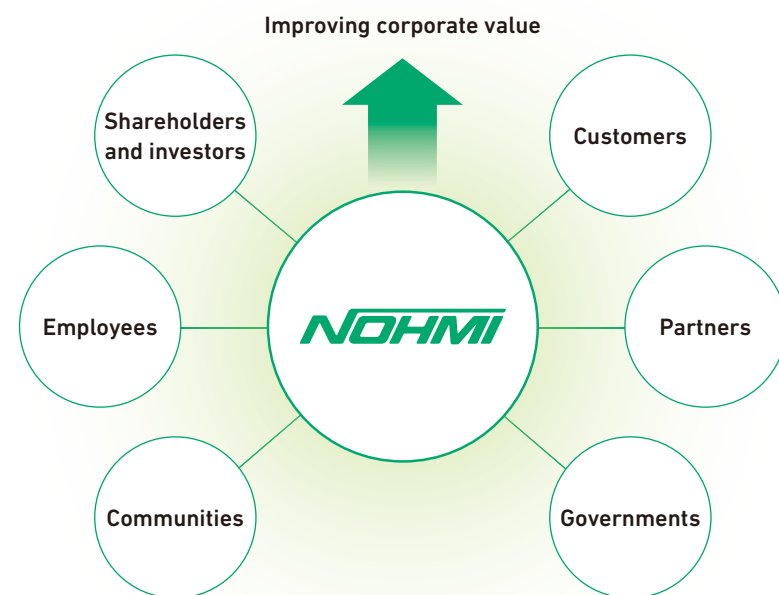 Improving corporate value
Shareholders
and investors
Customers
Employees
NOHMI
Partners
Communities
Governments